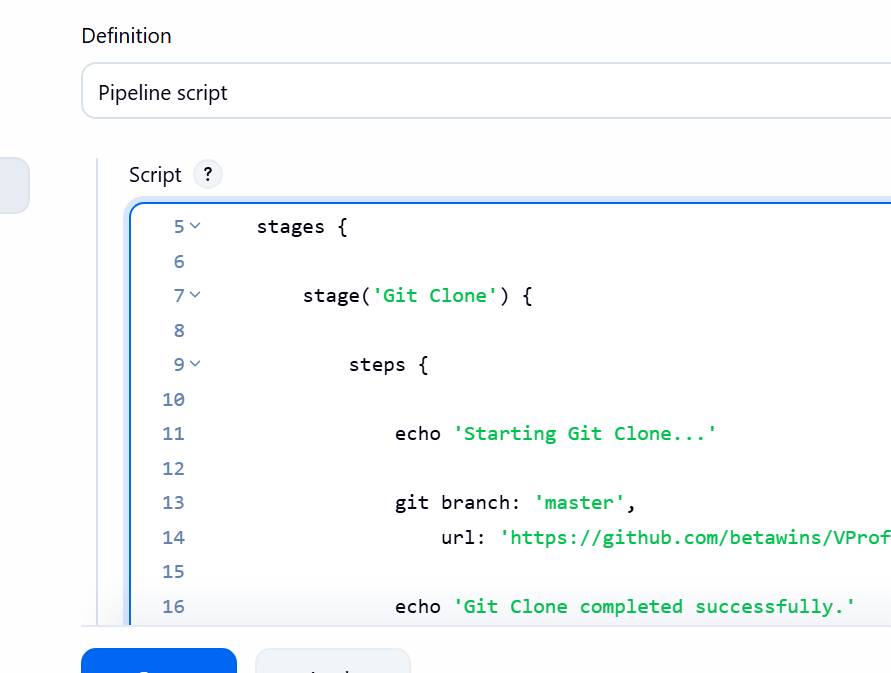 Definition
Pipeline script
Script ?
5 stages {
6
7 stage('Git Clone') {
8
9 steps {
10
11 echo 'Starting Git Clone...'
12
13 git branch: 'master',
14 url: 'https://github.com/betawins/VProf
15
16 echo 'Git Clone completed successfully.'